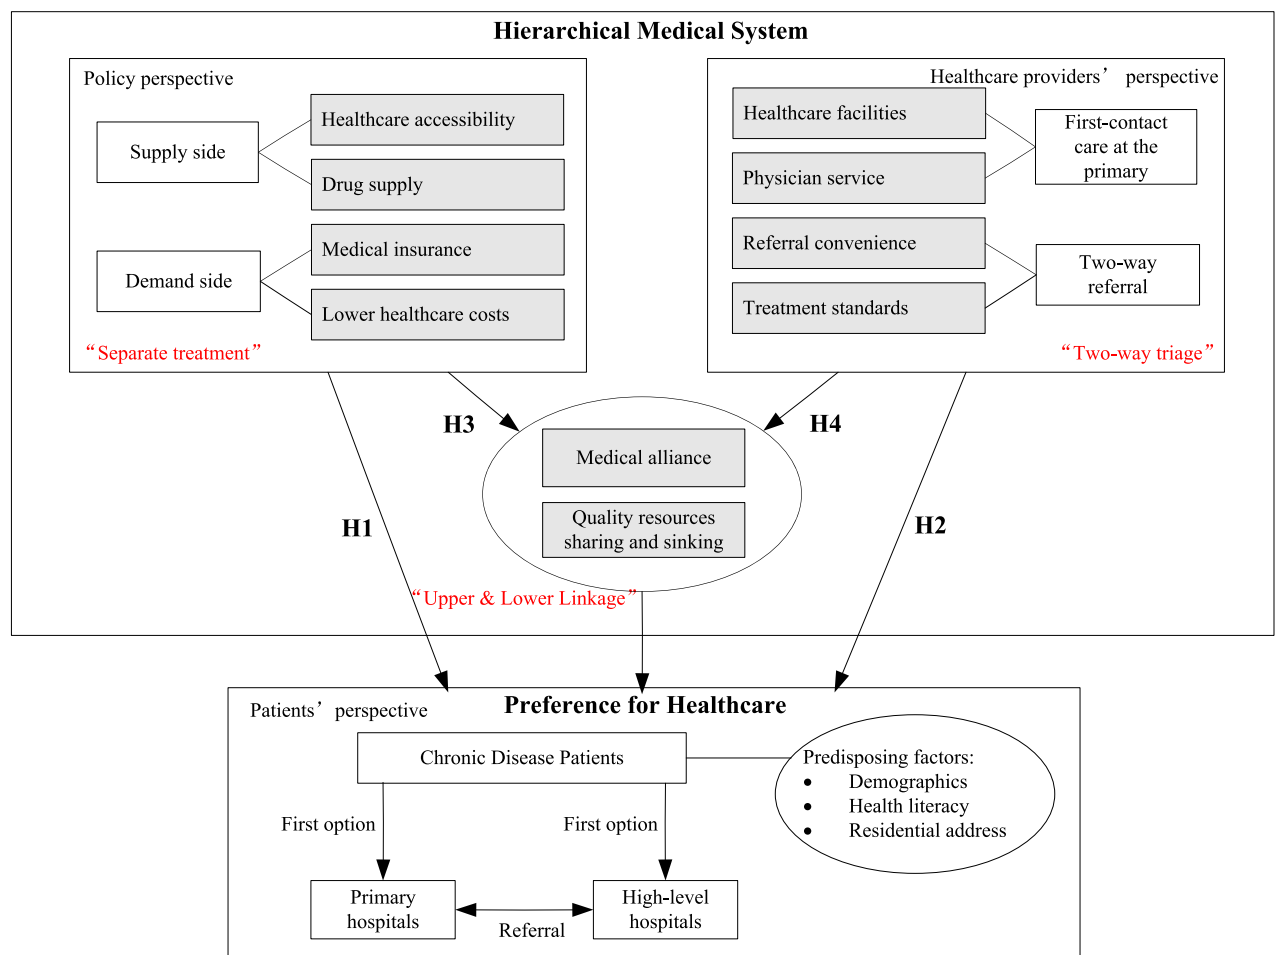 Hierarchical Medical System
Policy perspective
Supply side
Healthcare accessibility
Drug supply
Demand side
Medical insurance
Lower healthcare costs
“Separate treatment”
Healthcare providers’ perspective
Healthcare facilities
Physician service
First-contact
care at the
primary
Referral convenience
Treatment standards
Two-way
referral
“Two-way triage”
H3
H4
Medical alliance
Quality resources
sharing and sinking
H1
H2
“Upper & Lower Linkage”
Patients’ perspective
Preference for Healthcare
Chronic Disease Patients
Predisposing factors:
● Demographics
● Health literacy
● Residential address
First option
First option
Primary
hospitals
Referral
High-level
hospitals